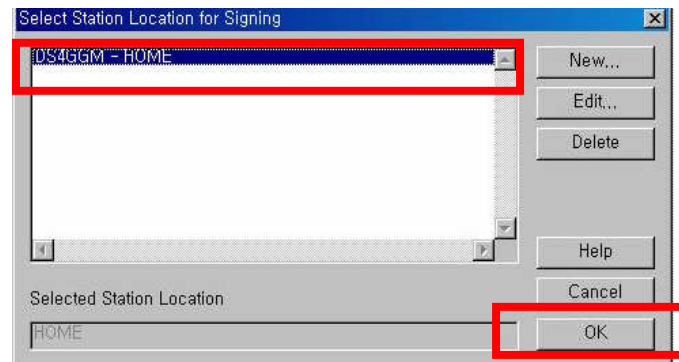 Select Station Location for Signing
DS4GGM - HOME
New...
Edit...
Delete
Help
Selected Station Location
Cancel
HOME
OK